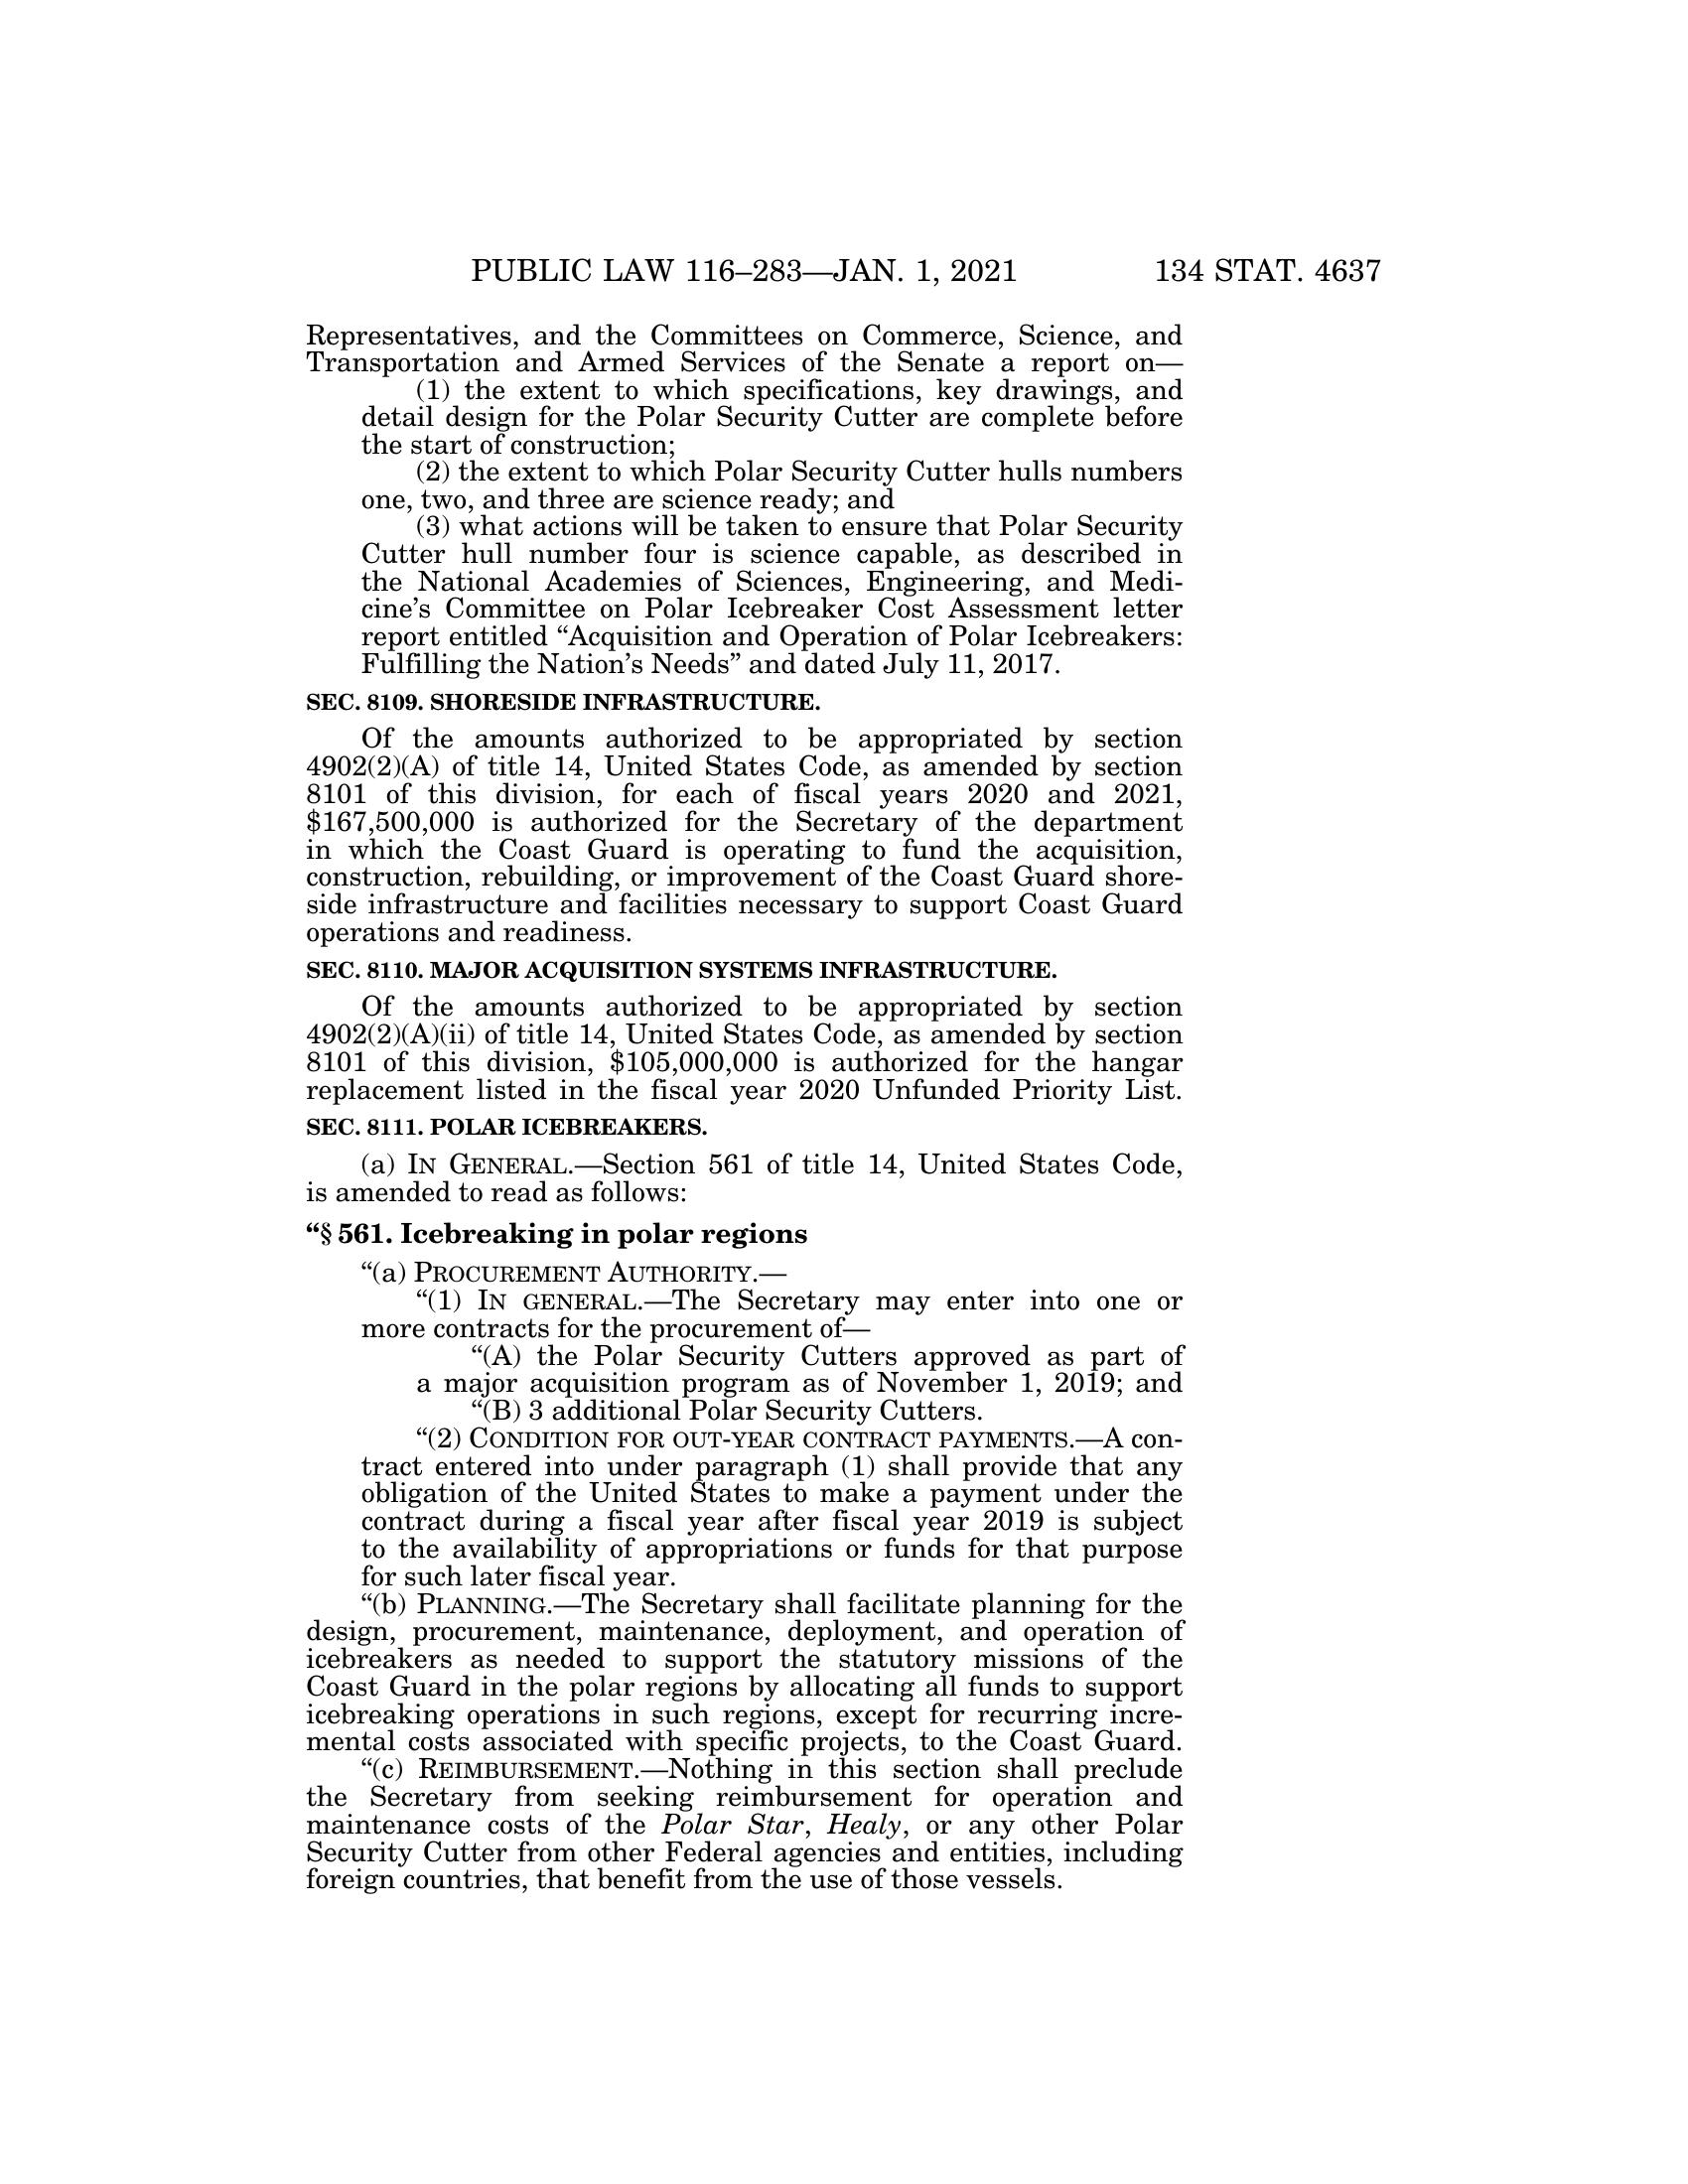 PUBLIC LAW 116–283—JAN. 1, 2021 134 STAT. 4637
Representatives, and the Committees on Commerce, Science, and
Transportation and Armed Services of the Senate a report on—
(1) the extent to which specifications, key drawings, and
detail design for the Polar Security Cutter are complete before
the start of construction;
(2) the extent to which Polar Security Cutter hulls numbers
one, two, and three are science ready; and
(3) what actions will be taken to ensure that Polar Security
Cutter hull number four is science capable, as described in
the National Academies of Sciences, Engineering, and Medi-
cine’s Committee on Polar Icebreaker Cost Assessment letter
report entitled “Acquisition and Operation of Polar Icebreakers:
Fulfilling the Nation’s Needs” and dated July 11, 2017.
SEC. 8109. SHORESIDE INFRASTRUCTURE.
Of the amounts authorized to be appropriated by section
4902(2)(A) of title 14, United States Code, as amended by section
8101 of this division, for each of fiscal years 2020 and 2021,
$167,500,000 is authorized for the Secretary of the department
in which the Coast Guard is operating to fund the acquisition,
construction, rebuilding, or improvement of the Coast Guard shore-
side infrastructure and facilities necessary to support Coast Guard
operations and readiness.
SEC. 8110. MAJOR ACQUISITION SYSTEMS INFRASTRUCTURE.
Of the amounts authorized to be appropriated by section
4902(2)(A)(ii) of title 14, United States Code, as amended by section
8101 of this division, $105,000,000 is authorized for the hangar
replacement listed in the fiscal year 2020 Unfunded Priority List.
SEC. 8111. POLAR ICEBREAKERS.
(a) IN GENERAL.—Section 561 of title 14, United States Code,
is amended to read as follows:
“§ 561. Icebreaking in polar regions
“(a) PROCUREMENT AUTHORITY.—
“(1) IN GENERAL.—The Secretary may enter into one or
more contracts for the procurement of—
“(A) the Polar Security Cutters approved as part of
a major acquisition program as of November 1, 2019; and
“(B) 3 additional Polar Security Cutters.
“(2) CONDITION FOR OUT-YEAR CONTRACT PAYMENTS.—A con-
tract entered into under paragraph (1) shall provide that any
obligation of the United States to make a payment under the
contract during a fiscal year after fiscal year 2019 is subject
to the availability of appropriations or funds for that purpose
for such later fiscal year.
“(b) PLANNING.—The Secretary shall facilitate planning for the
design, procurement, maintenance, deployment, and operation of
icebreakers as needed to support the statutory missions of the
Coast Guard in the polar regions by allocating all funds to support
icebreaking operations in such regions, except for recurring incre-
mental costs associated with specific projects, to the Coast Guard.
“(c) REIMBURSEMENT.—Nothing in this section shall preclude
the Secretary from seeking reimbursement for operation and
maintenance costs of the Polar Star, Healy, or any other Polar
Security Cutter from other Federal agencies and entities, including
foreign countries, that benefit from the use of those vessels.